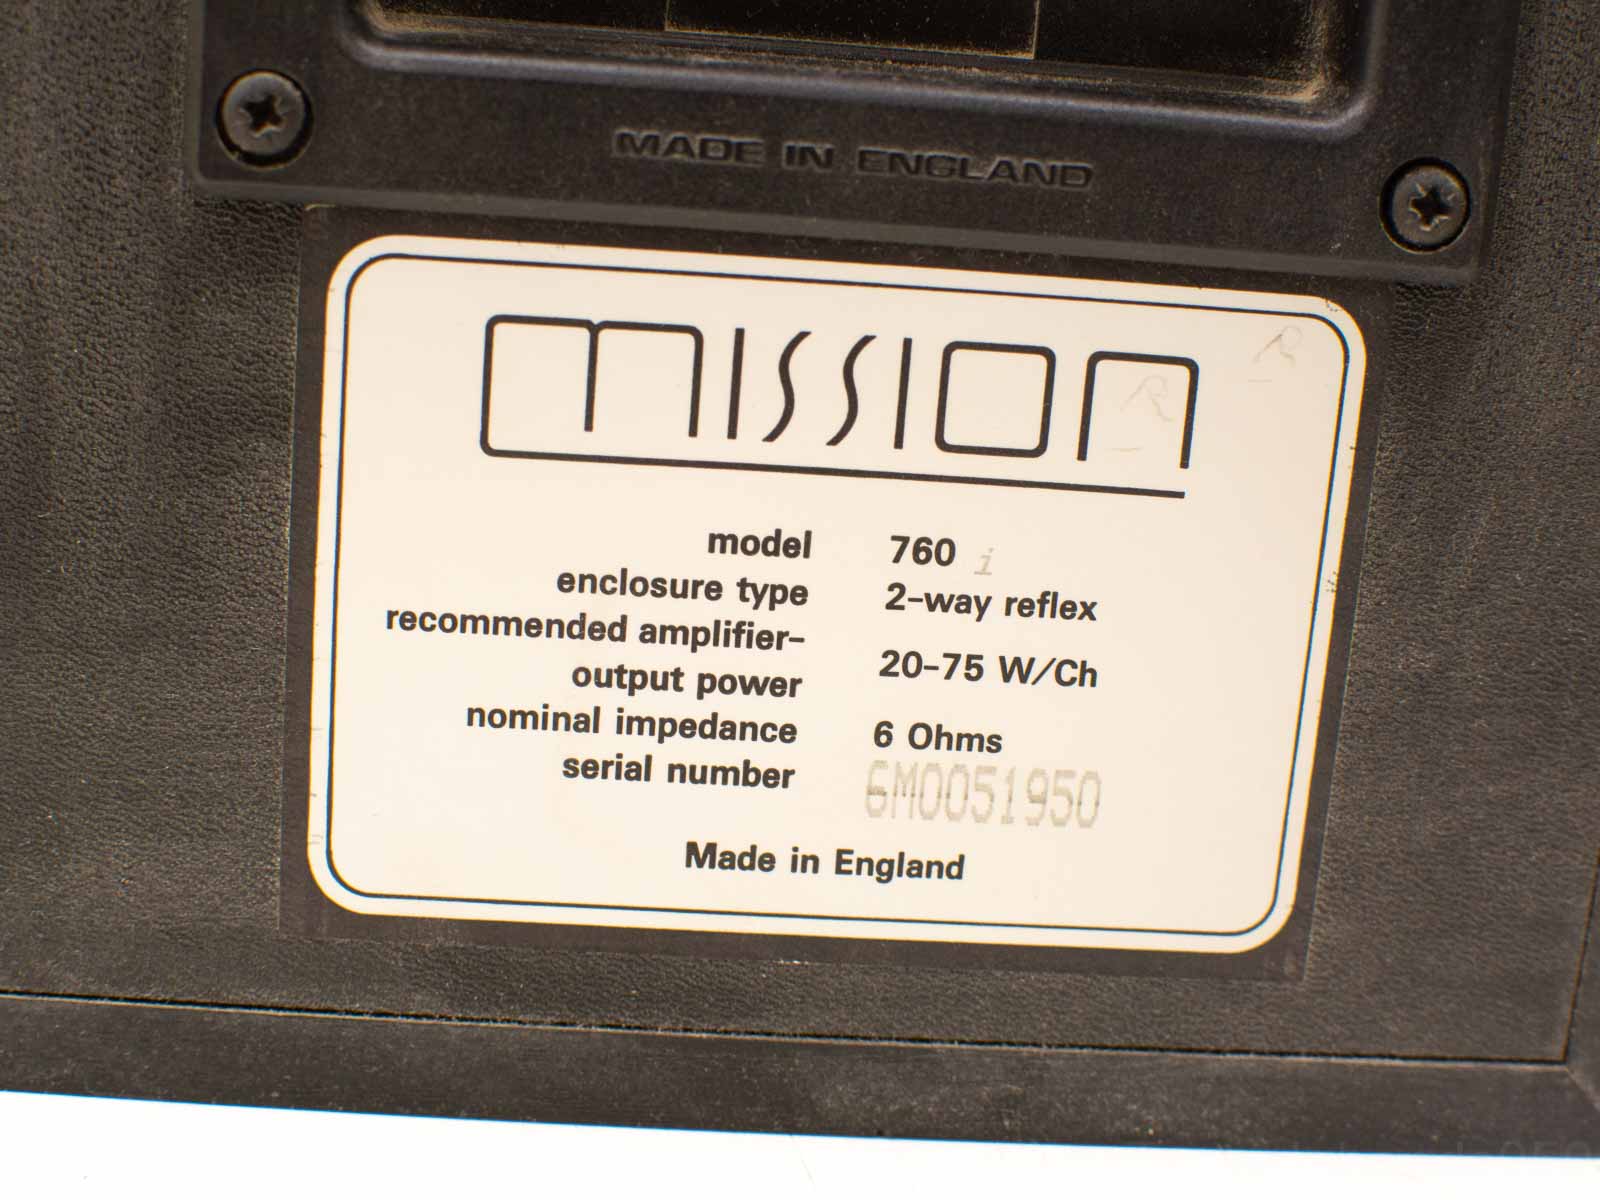 MADE IN ENGLAND
mission
R
R
model 760 i
enclosure type 2-way reflex
recommended amplifier-
output power 20-75 W/Ch
nominal impedance 6 Ohms
serial number 6M0051950
Made in England